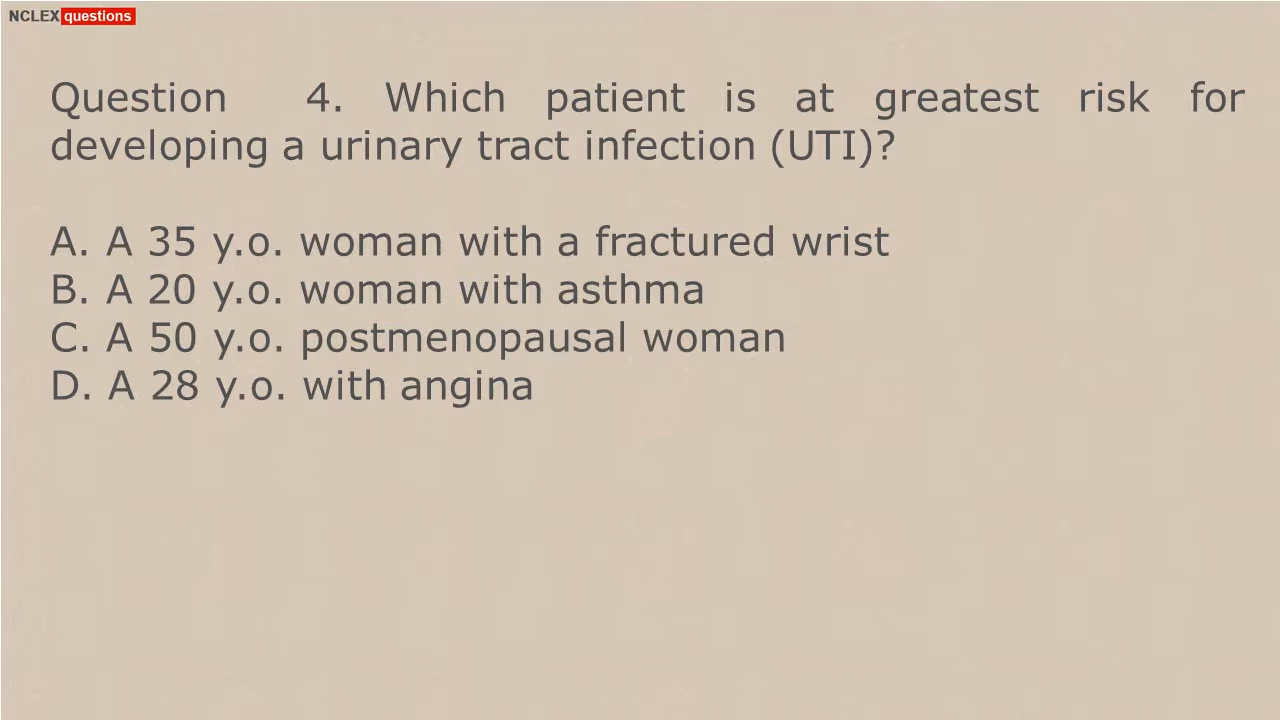 NCLEX questions
Question 4. Which patient is at greatest risk for
developing a urinary tract infection (UTI)?
A. A 35 y.o. woman with a fractured wrist
B. A 20 y.o. woman with asthma
C. A 50 y.o. postmenopausal woman
D. A 28 y.o. with angina